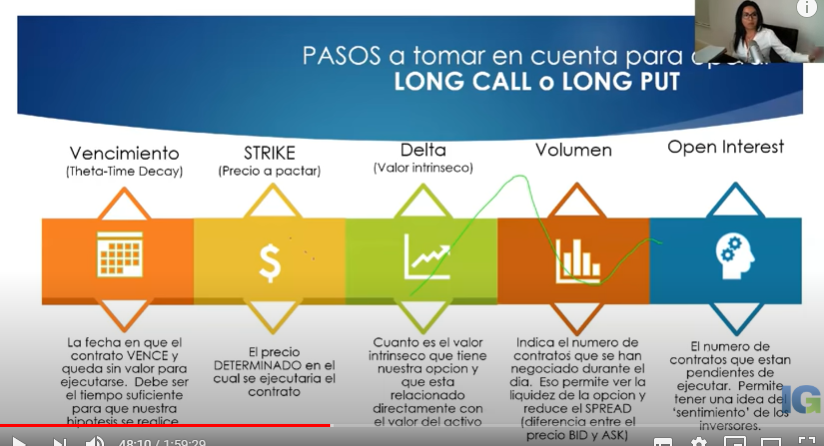 PASOS a tomar en cuenta para
LONG CALL o LONG PUT
Vencimiento
(Theta-Time Decay)
STRIKE
(Precio a pactar)
Delta
(Valor intrinseco)
Volumen
Open Interest
$
La fecha en que el
contrato VENCE y
queda sin valor para
ejecutarse. Debe ser
el tiempo suficiente
para que nuestra
hipotesis se realice
El precio
DETERMINADO en el
cual se ejecutaria el
contrato
Cuanto es el valor
intrinseco que tiene
nuestra opcion y
que esta
relacionado
directamente con
el valor del activo
Indica el numero de
contratos que se han
negociado durante el
dia. Eso permite ver la
liquidez de la opcion y
reduce el SPREAD
(diferencia entre el
precio BID y ASK)
El numero de
contratos que estan
pendientes de
ejecutar. Permite
tener una idea del
'sentimiento' de los
inversores.
IG
48:10 / 1:59:29